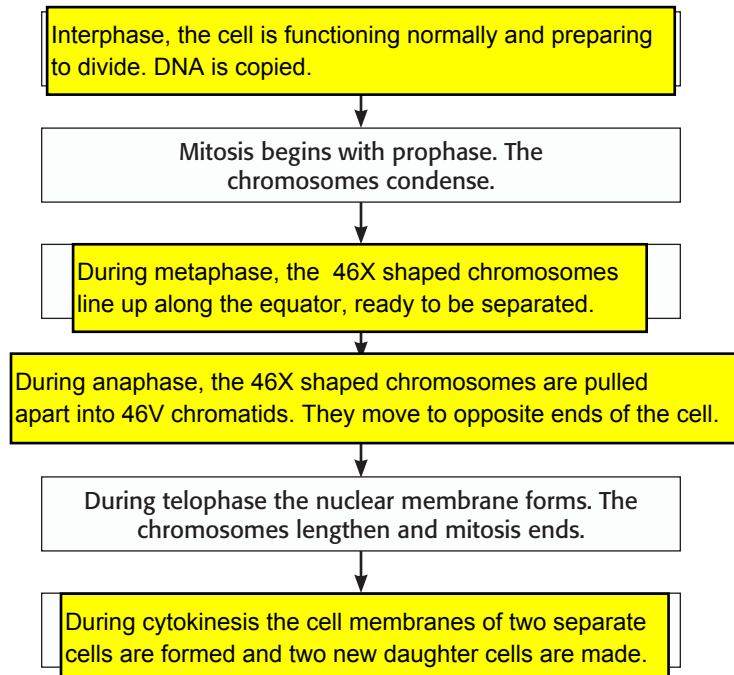 Interphase, the cell is functioning normally and preparing
to divide. DNA is copied.
Mitosis begins with prophase. The
chromosomes condense.
During metaphase, the  46X shaped chromosomes
line up along the equator, ready to be separated.
During anaphase, the 46X shaped chromosomes are pulled
apart into 46V chromatids. They move to opposite ends of the cell.
During telophase the nuclear membrane forms. The
chromosomes lengthen and mitosis ends.
During cytokinesis the cell membranes of two separate
cells are formed and two new daughter cells are made.